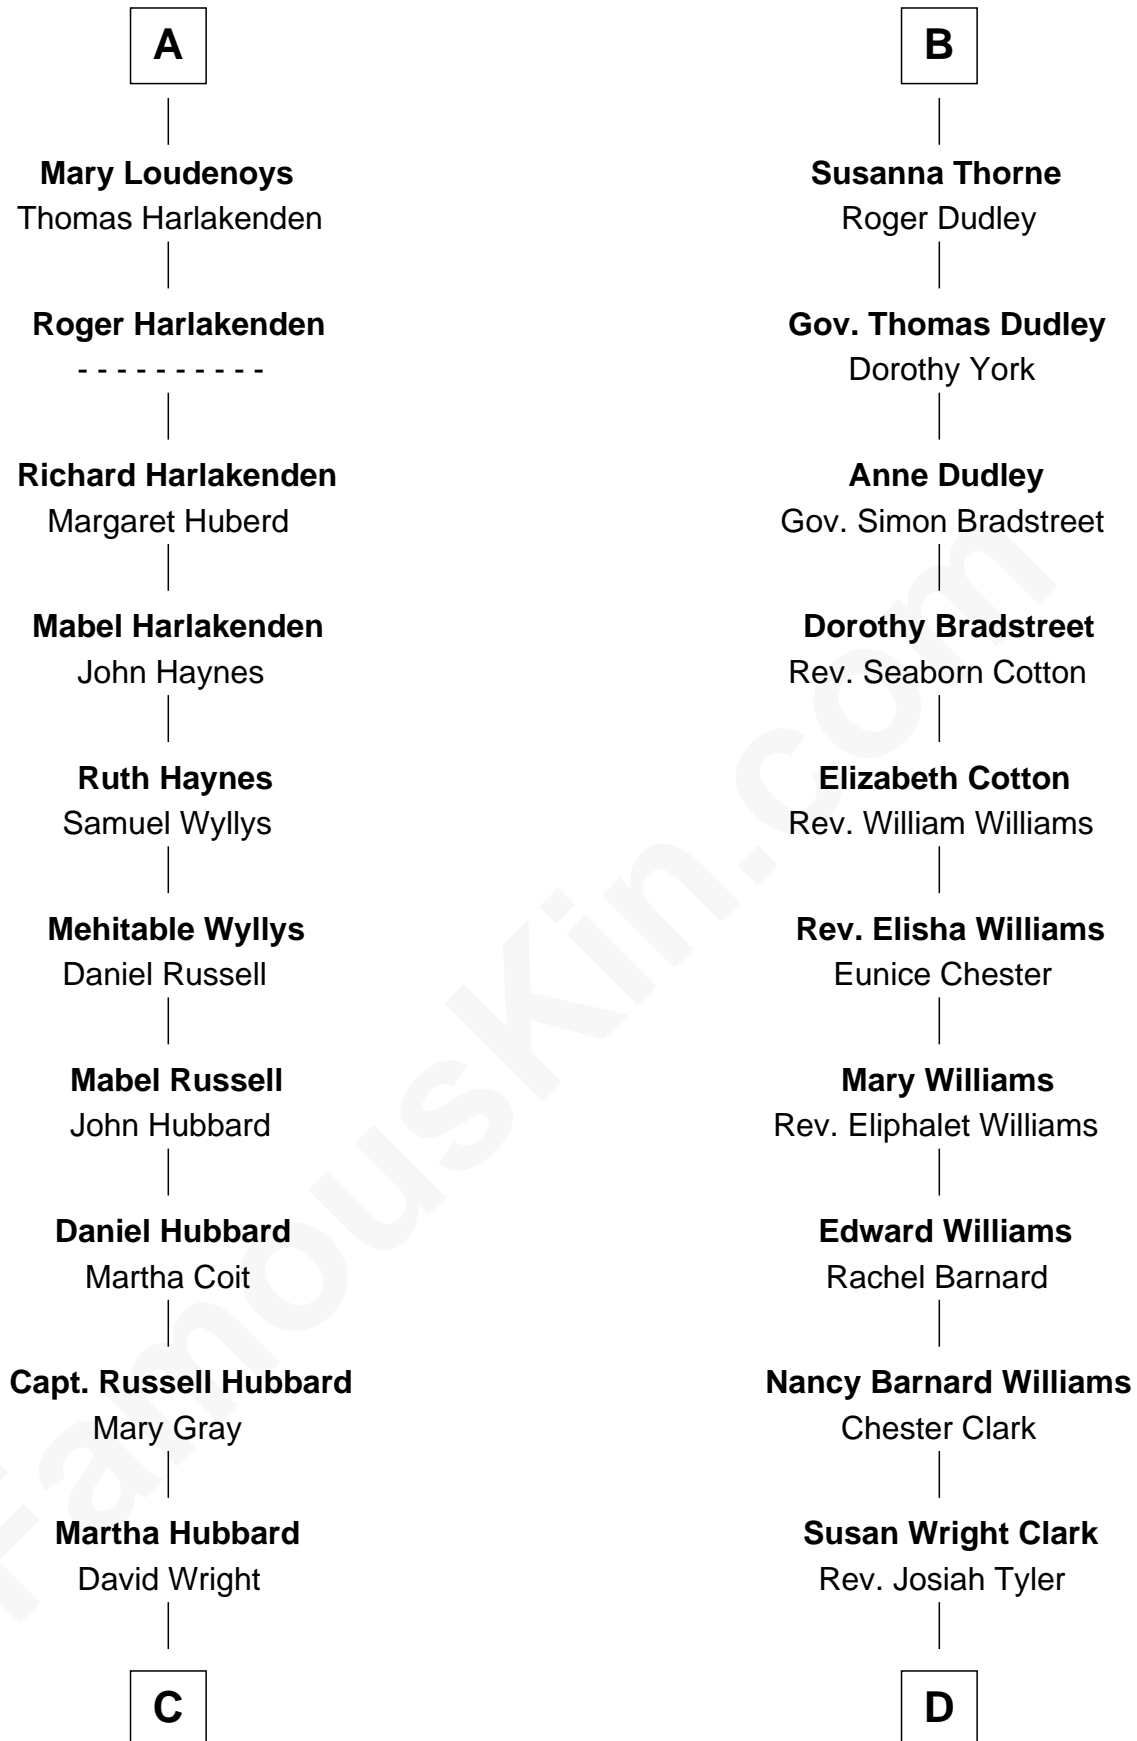 A
Mary Loudenoys
Thomas Harlakenden
Roger Harlakenden
- - - - - - - - - -
Richard Harlakenden
Margaret Huberd
Mabel Harlakenden
John Haynes
Ruth Haynes
Samuel Wyllys
Mehitable Wyllys
Daniel Russell
Mabel Russell
John Hubbard
Daniel Hubbard
Martha Coit
Capt. Russell Hubbard
Mary Gray
Martha Hubbard
David Wright
C
B
Susanna Thorne
Roger Dudley
Gov. Thomas Dudley
Dorothy York
Anne Dudley
Gov. Simon Bradstreet
Dorothy Bradstreet
Rev. Seaborn Cotton
Elizabeth Cotton
Rev. William Williams
Rev. Elisha Williams
Eunice Chester
Mary Williams
Rev. Eliphalet Williams
Edward Williams
Rachel Barnard
Nancy Barnard Williams
Chester Clark
Susan Wright Clark
Rev. Josiah Tyler
D
FamousKin.com